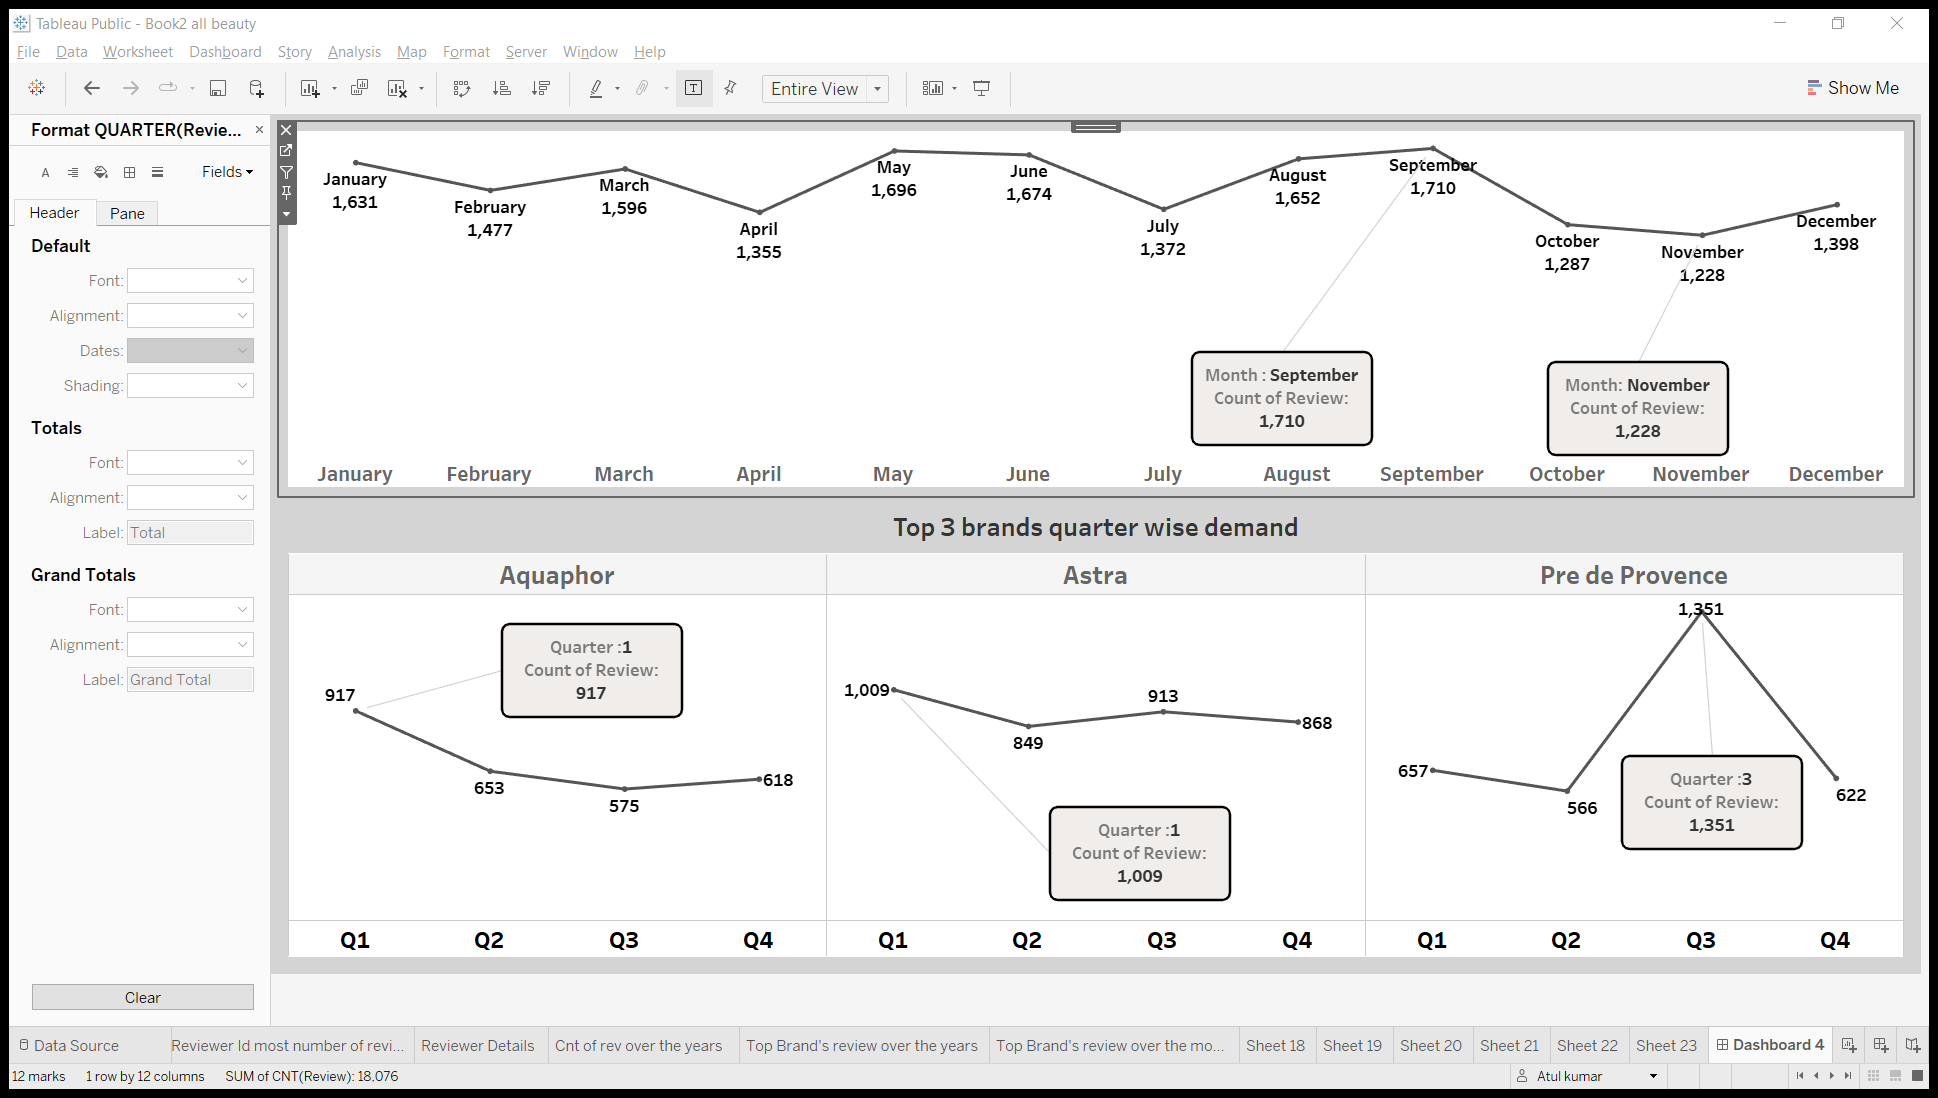 Tableau Public - Book2 all beauty
File Data Worksheet Dashboard Story Analysis Map Format Server Window Help
Entire View
Show Me
Format QUARTER(Revie...
Fields
Header Pane
Default
Font:
Alignment:
Dates:
Shading:
Totals
Font:
Alignment:
Label: Total
Grand Totals
Font:
Alignment:
Label: Grand Total
Clear
January
1,631
February
1,477
March
1,596
April
1,355
May
1,696
June
1,674
July
1,372
August
1,652
September
1,710
October
1,287
November
1,228
December
1,398
Month : September
Count of Review:
1,710
Month: November
Count of Review:
1,228
January February March April May June July August September October November December
Top 3 brands quarter wise demand
Aquaphor Astra Pre de Provence
917
653
575
618
Quarter :1
Count of Review:
917
1,009
849
913
868
Quarter :1
Count of Review:
1,009
657
566
1,351
622
Quarter :3
Count of Review:
1,351
Q1 Q2 Q3 Q4 Q1 Q2 Q3 Q4 Q1 Q2 Q3 Q4
Data Source Reviewer Id most number of revi... Reviewer Details Cnt of rev over the years Top Brand's review over the years Top Brand's review over the mo... Sheet 18 Sheet 19 Sheet 20 Sheet 21 Sheet 22 Sheet 23 Dashboard 4
12 marks 1 row by 12 columns SUM of CNT(Review): 18,076 Atul kumar